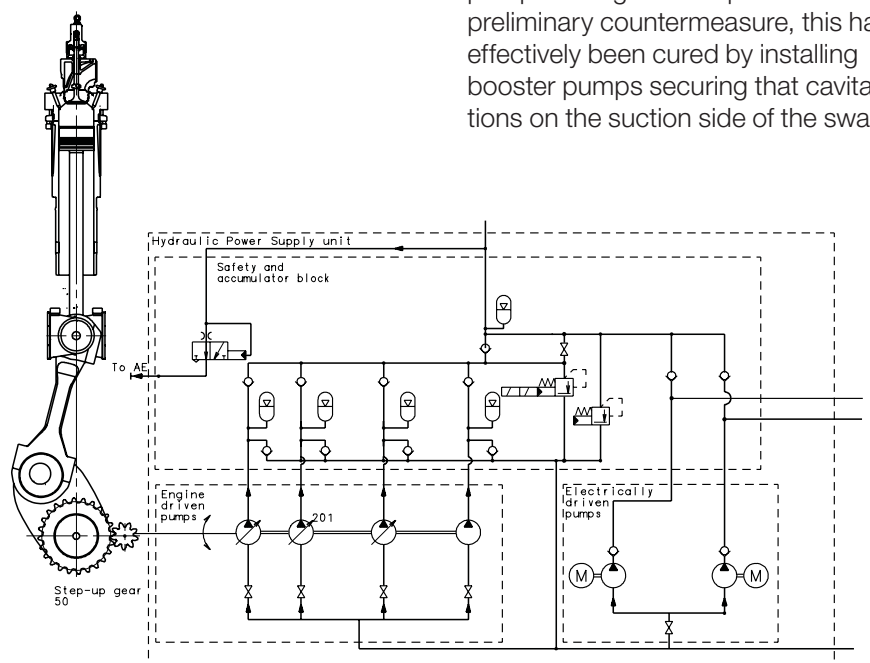 preliminary countermeasure, this ha
effectively been cured by installing
booster pumps securing that cavita-
tions on the suction side of the swa
Hydraulic Power Supply unit
Safety and
accumulator block
To AE
Engine
driven
pumps
201
Electrically
driven
pumps
M
M
Step-up gear
50